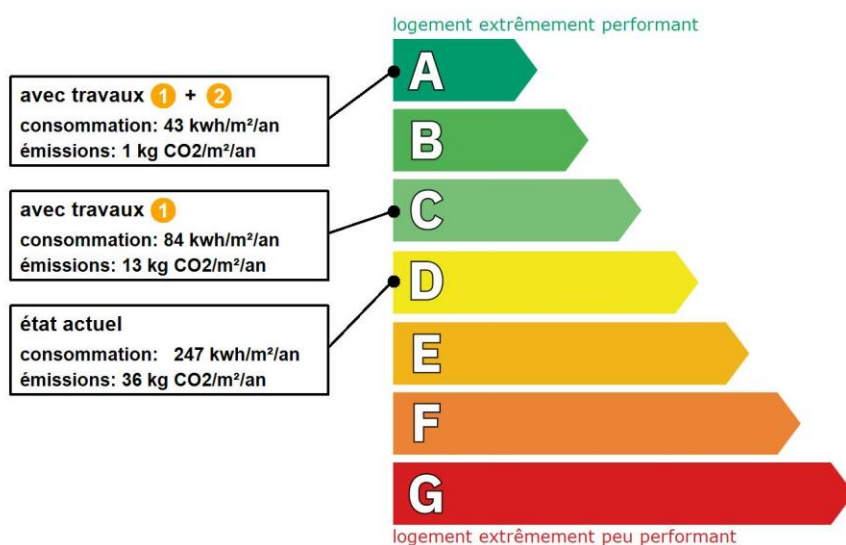 logement extrêmement performant
A
avec travaux 1 + 2
consommation: 43 kwh/m²/an
émissions: 1 kg CO2/m²/an
B
avec travaux 1
consommation: 84 kwh/m²/an
émissions: 13 kg CO2/m²/an
C
D
état actuel
consommation: 247 kwh/m²/an
émissions: 36 kg CO2/m²/an
E
F
G
logement extrêmement peu performant